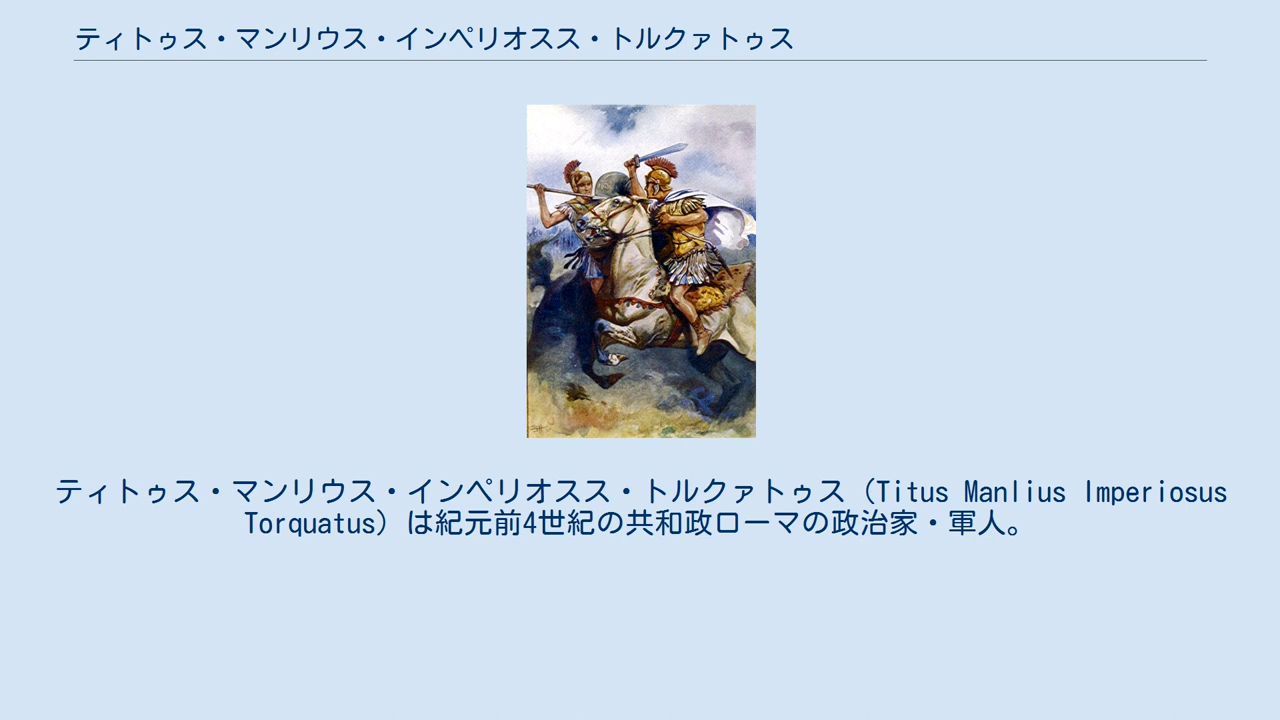 ティトゥス・マンリウス・インペリオスス・トルクァトゥス
ティトゥス・マンリウス・インペリオスス・トルクァトゥス（Titus Manlius Imperiosus
Torquatus）は紀元前4世紀の共和政ローマの政治家・軍人。